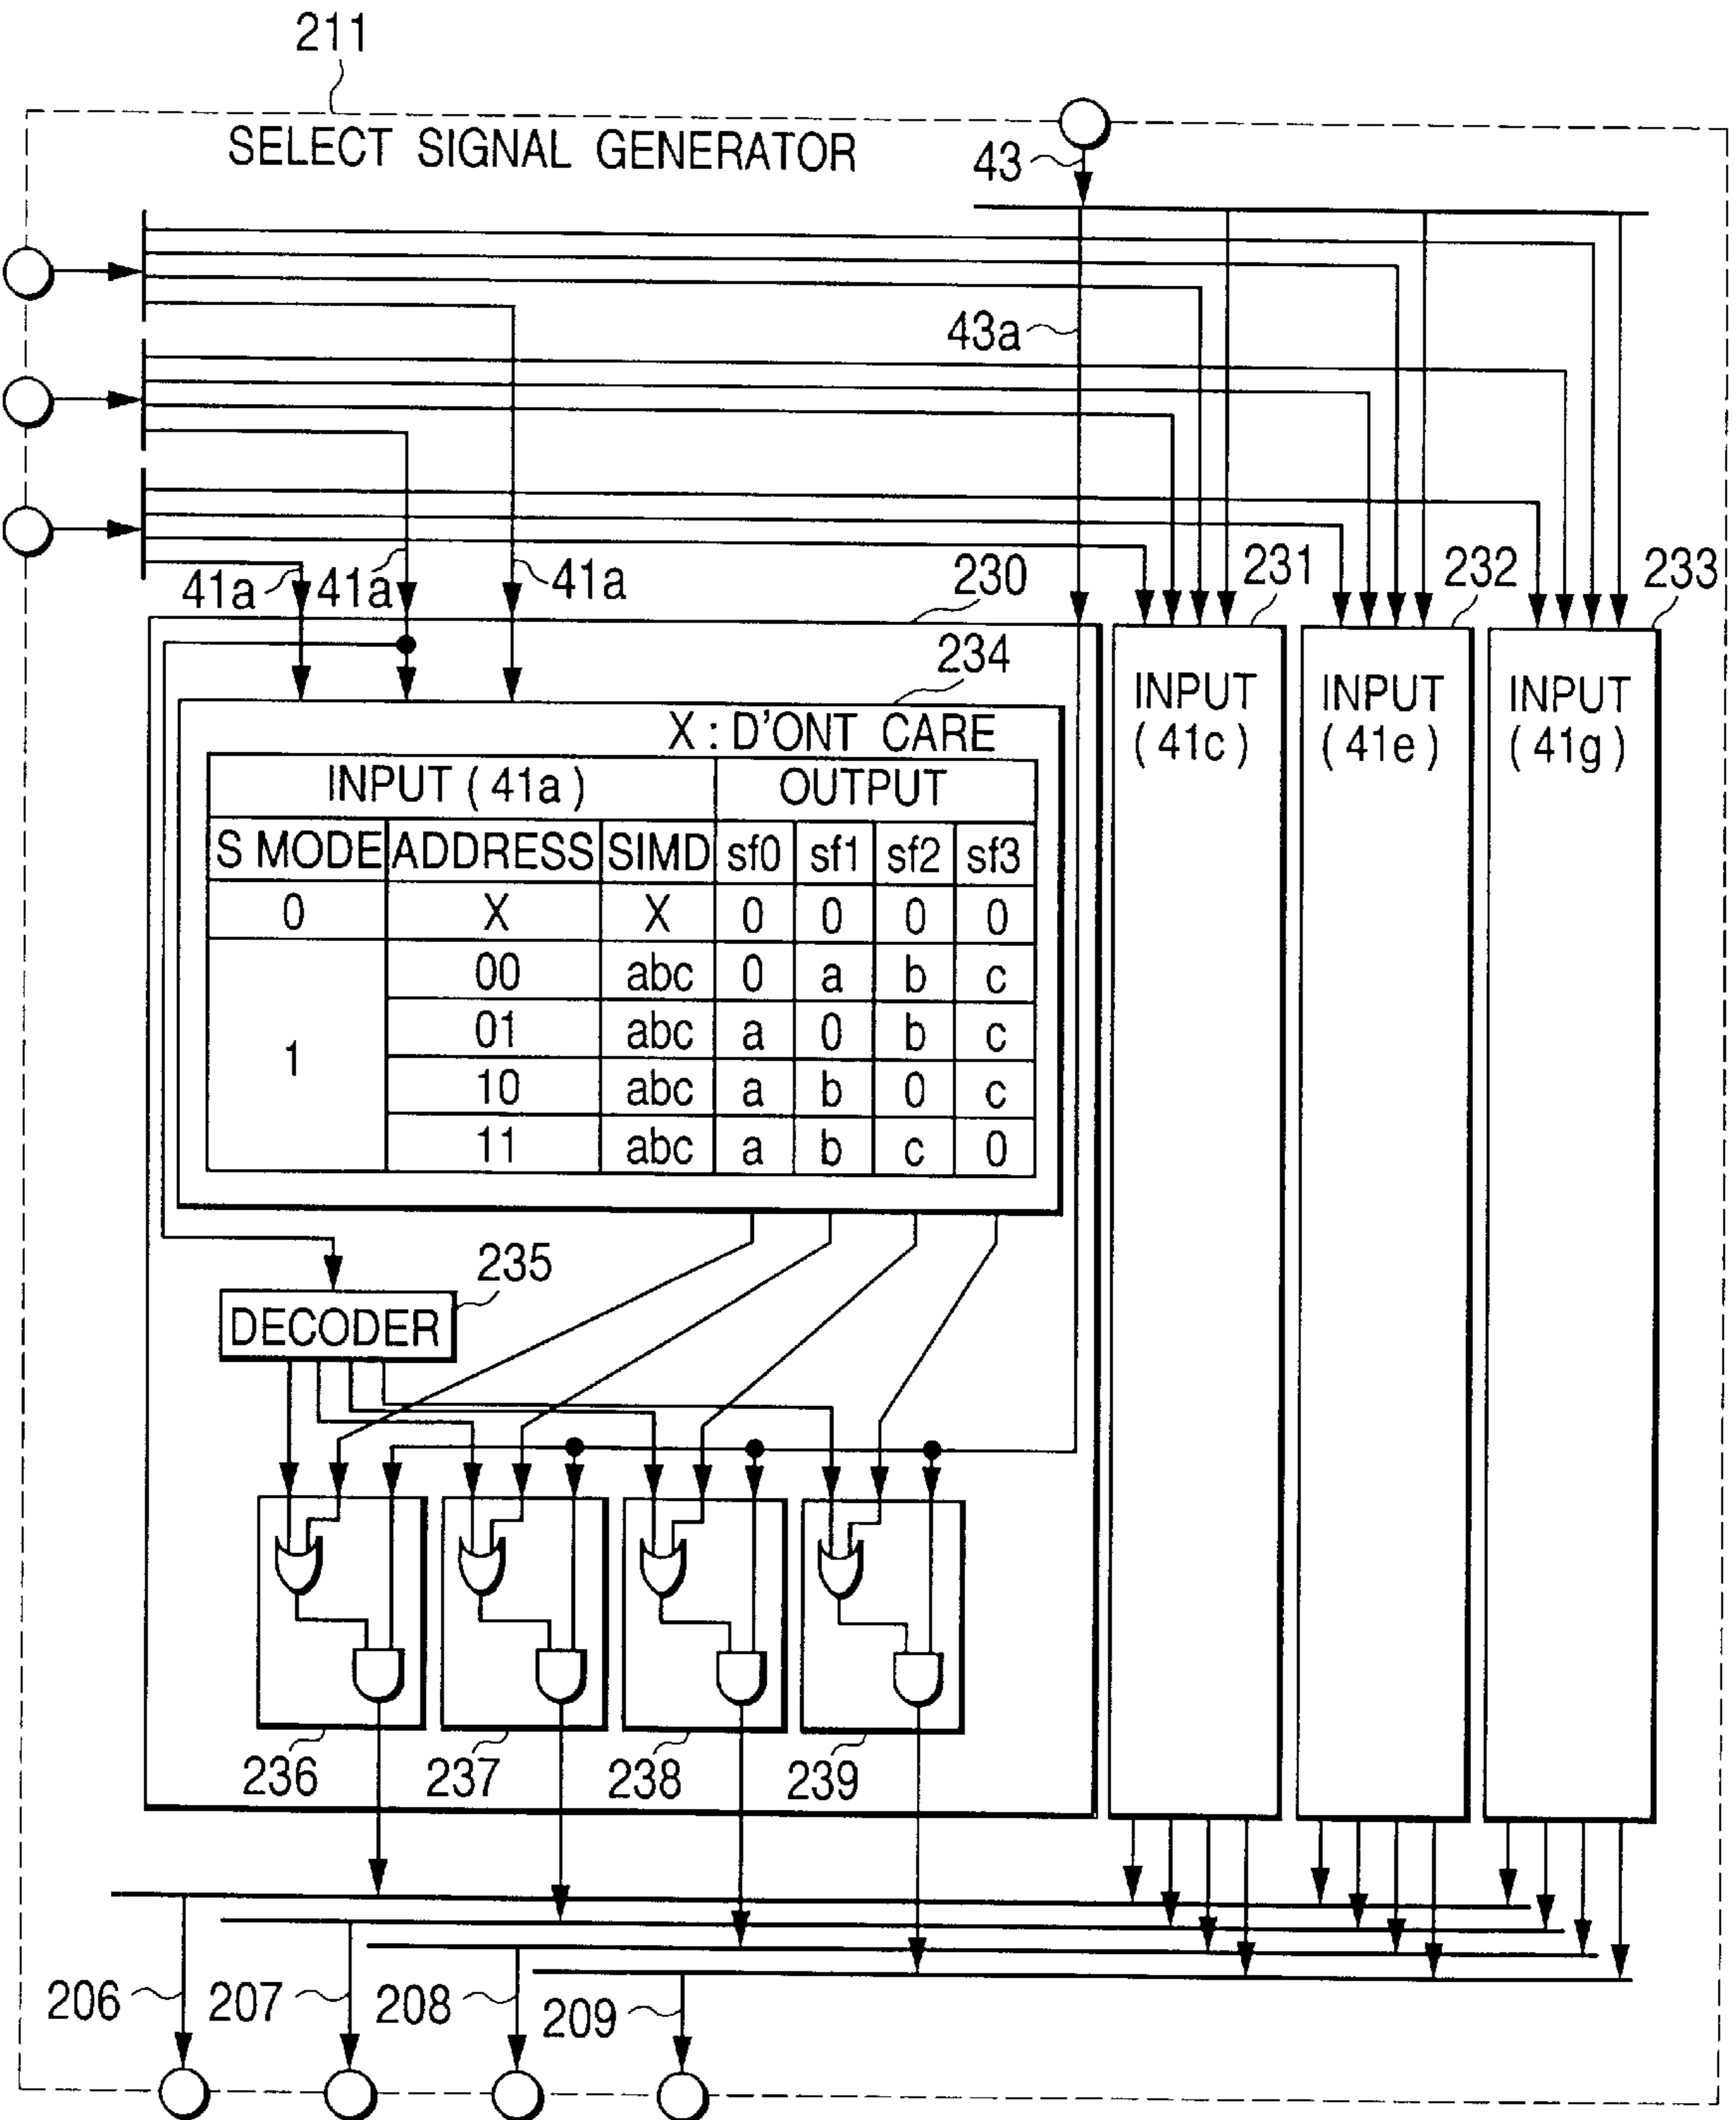 211
SELECT SIGNAL GENERATOR
43
43a
41a 41a 41a
230
231
232
233
234
INPUT (41c)
INPUT (41e)
INPUT (41g)
X : D'ONT CARE
INPUT (41a) OUTPUT
S MODE ADDRESS SIMD sf0 sf1 sf2 sf3
0 X X 0 0 0 0
1
00 abc 0 a b c
01 abc a 0 b c
10 abc a b 0 c
11 abc a b c 0
235
DECODER
236 237 238 239
206 207 208 209